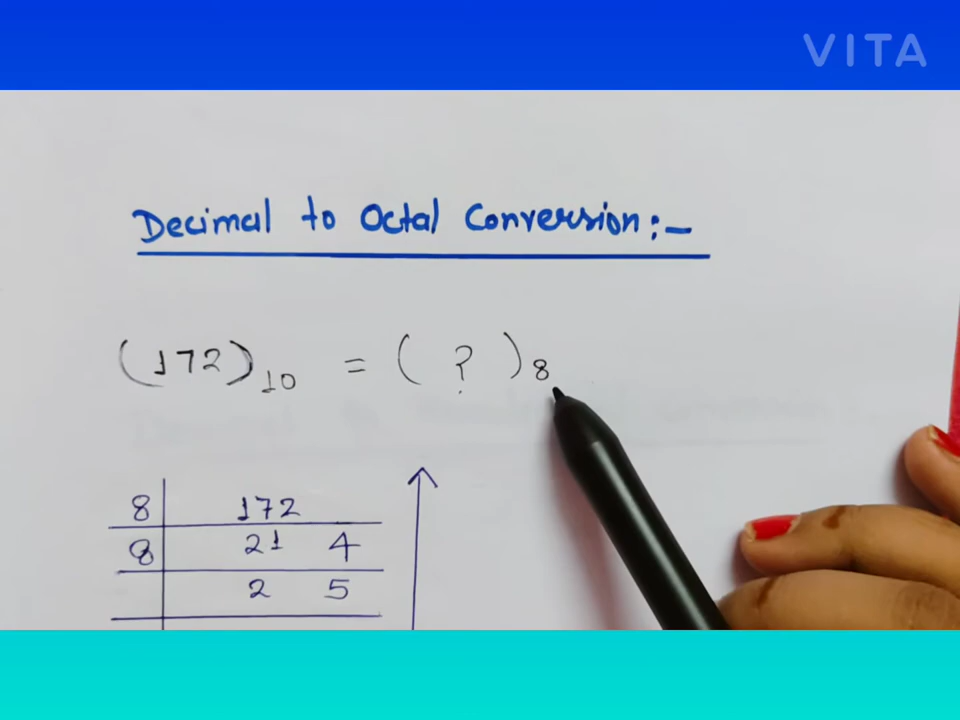 VITA
Decimal to Octal Conversion:-
(172)10 = ( ? )8
8 172
8 21 4
2 5